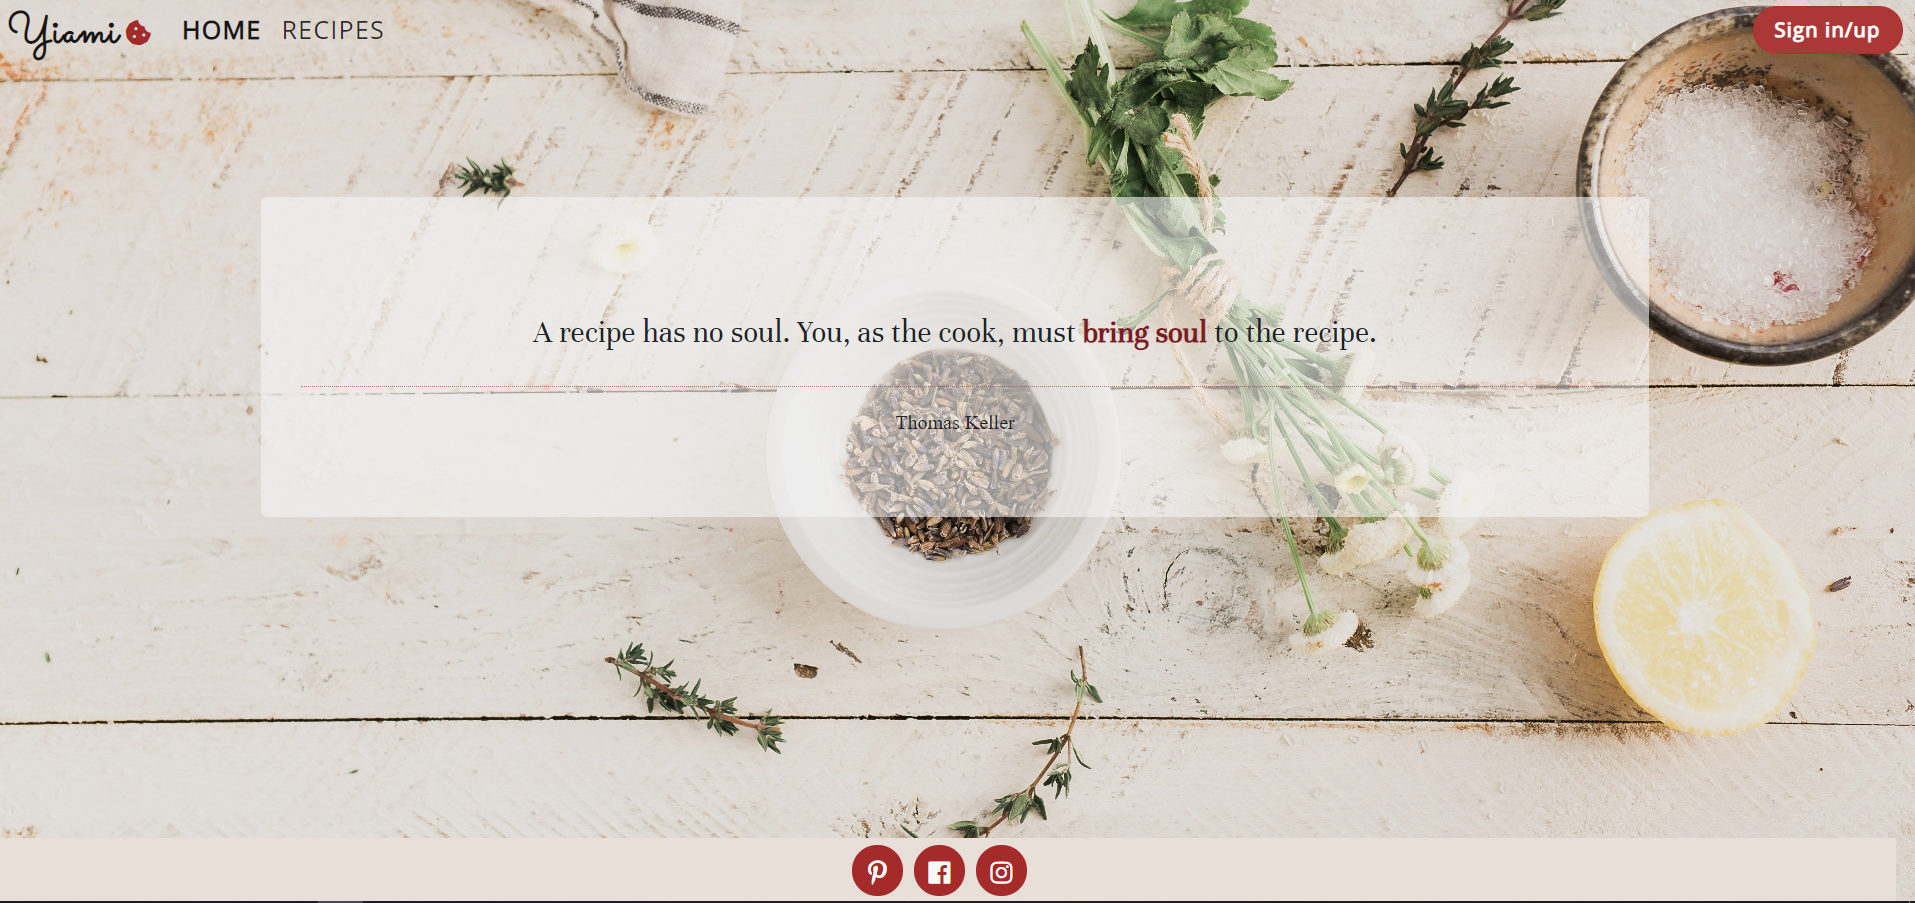 Yiami
HOME
RECIPES
Sign in/up
A recipe has no soul. You, as the cook, must bring soul to the recipe.
Thomas Keller